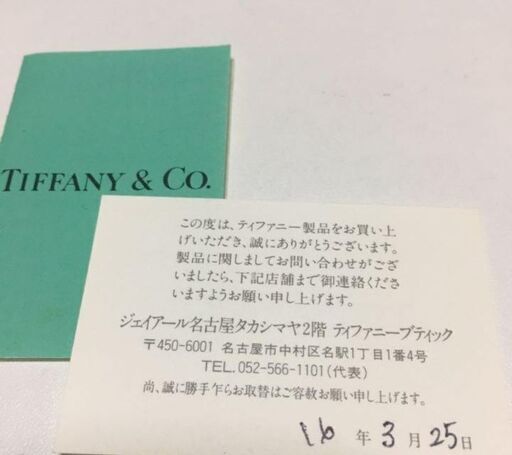 TIFFANY & CO.
この度は、ティファニー製品をお買い上
げいただき、誠にありがとうございます。
製品に関しましてお問い合わせがござ
いましたら、下記店舗まで御連絡くださ
いますようお願い申し上げます。
ジェイアール名古屋タカシマヤ2階 ティファニーブティック
〒450-6001 名古屋市中村区名駅1丁目1番4号
TEL.052-566-1101(代表)
尚、誠に勝手乍らお取替はご容赦お願い申し上げます。
16年3月25日